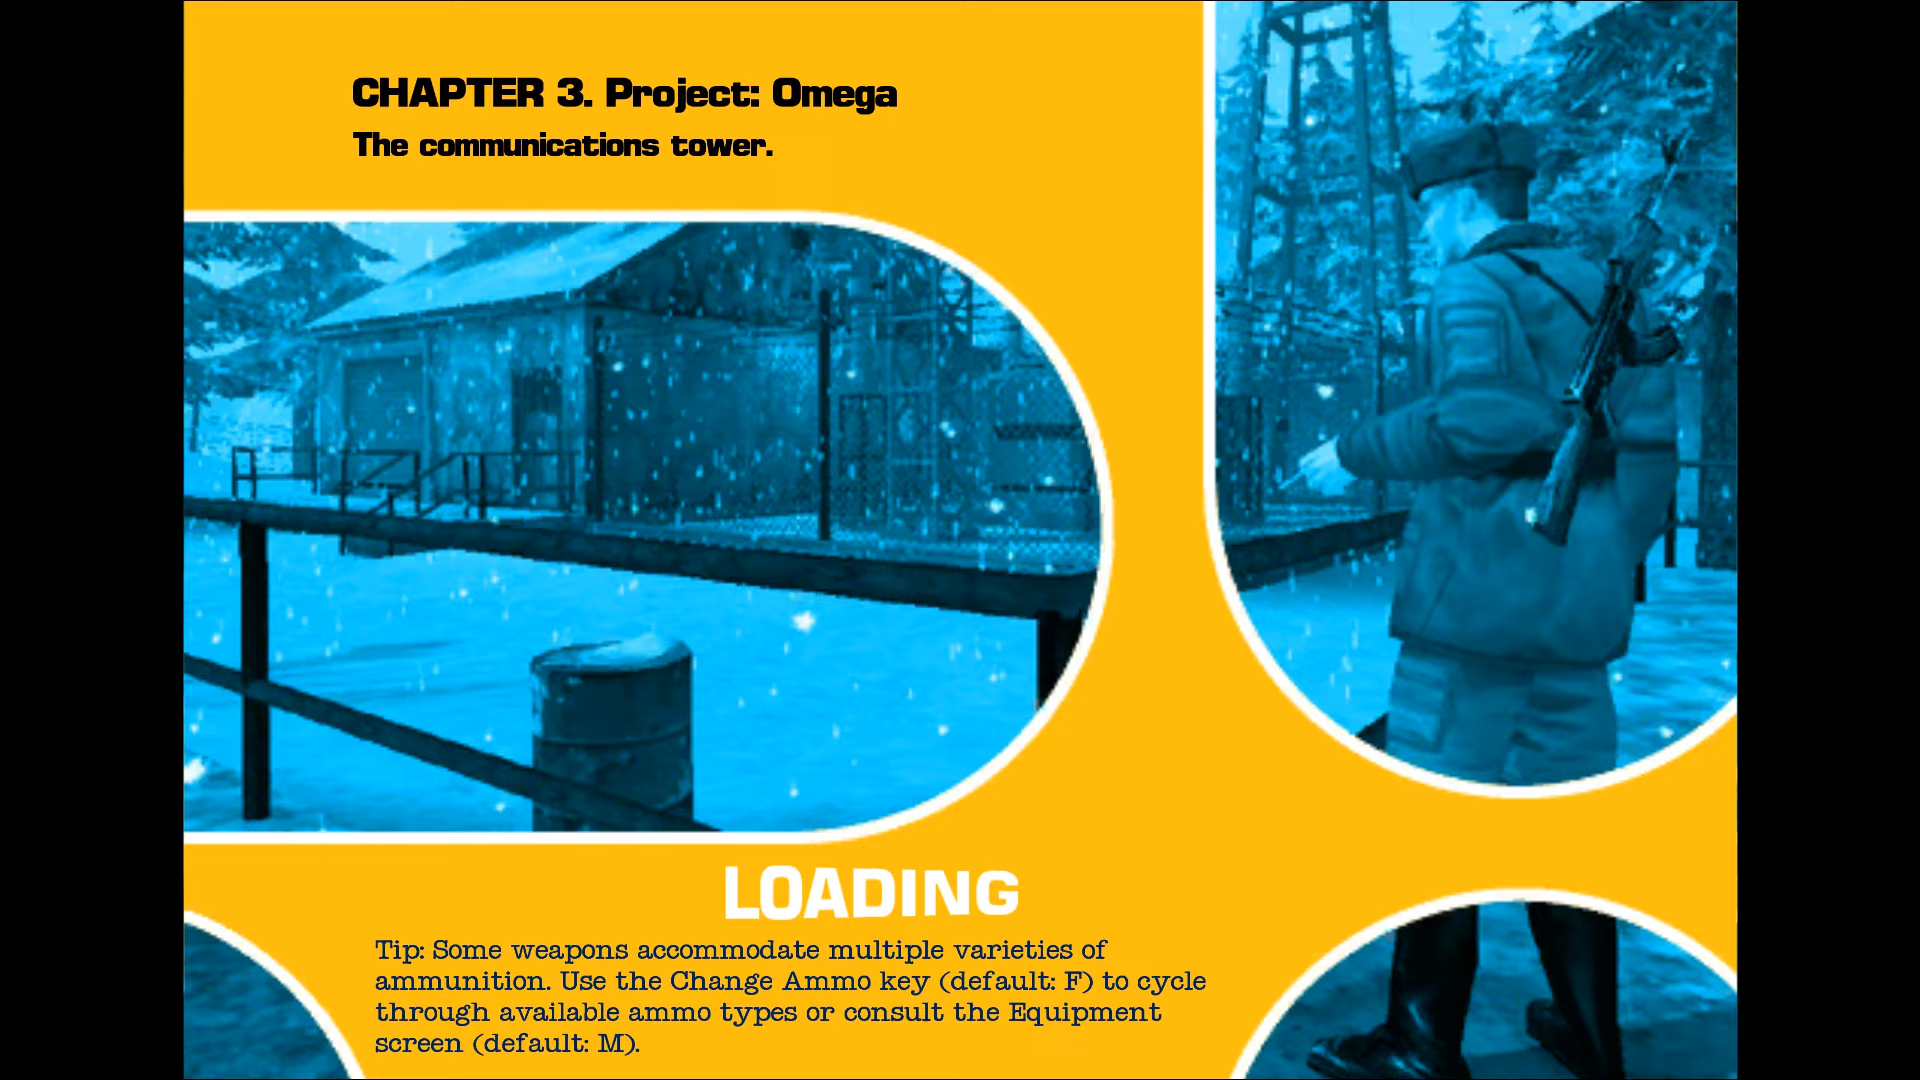 CHAPTER 3. Project: Omega
The communications tower.
LOADING
Tip: Some weapons accommodate multiple varieties of
ammunition. Use the Change Ammo key (default: F) to cycle
through available ammo types or consult the Equipment
screen (default: M).